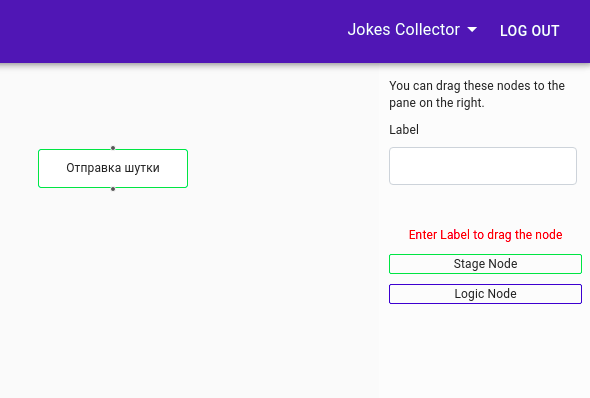 Jokes Collector
LOG OUT
You can drag these nodes to the
pane on the right.
Label
Отправка шутки
Enter Label to drag the node
Stage Node
Logic Node